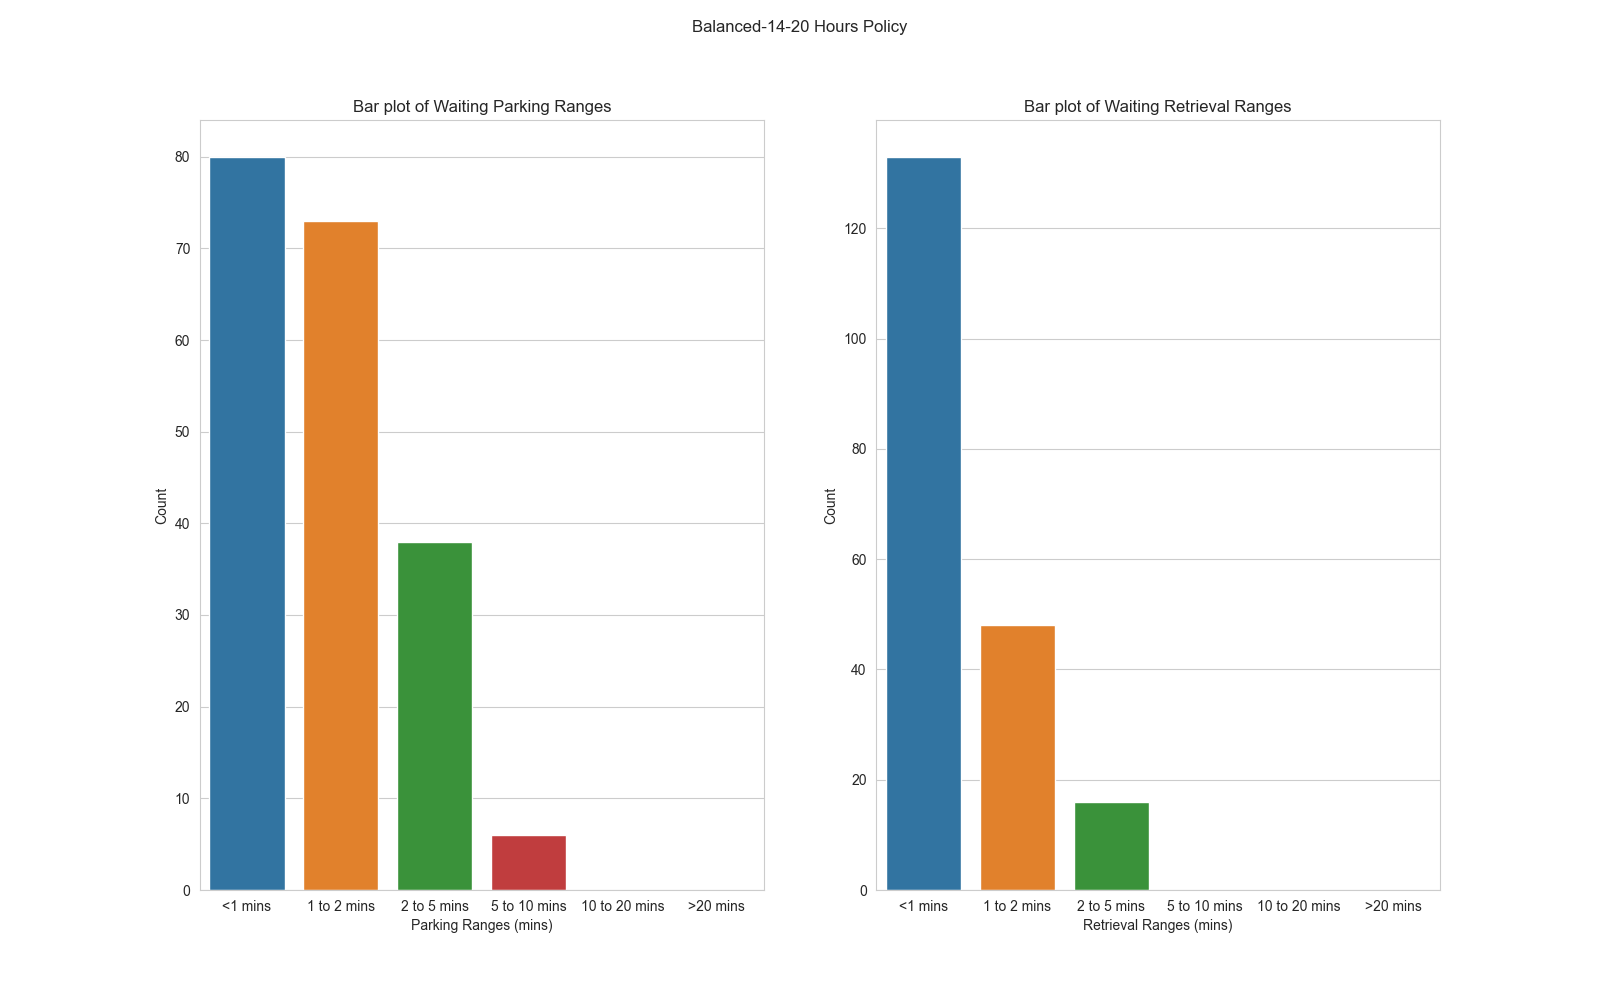 Balanced-14-20 Hours Policy
Bar plot of Waiting Parking Ranges
80
70
60
50
40
30
20
10
0
Count
<1 mins
1 to 2 mins
2 to 5 mins
5 to 10 mins
10 to 20 mins
>20 mins
Parking Ranges (mins)
Bar plot of Waiting Retrieval Ranges
120
100
80
60
40
20
0
Count
<1 mins
1 to 2 mins
2 to 5 mins
5 to 10 mins
10 to 20 mins
>20 mins
Retrieval Ranges (mins)